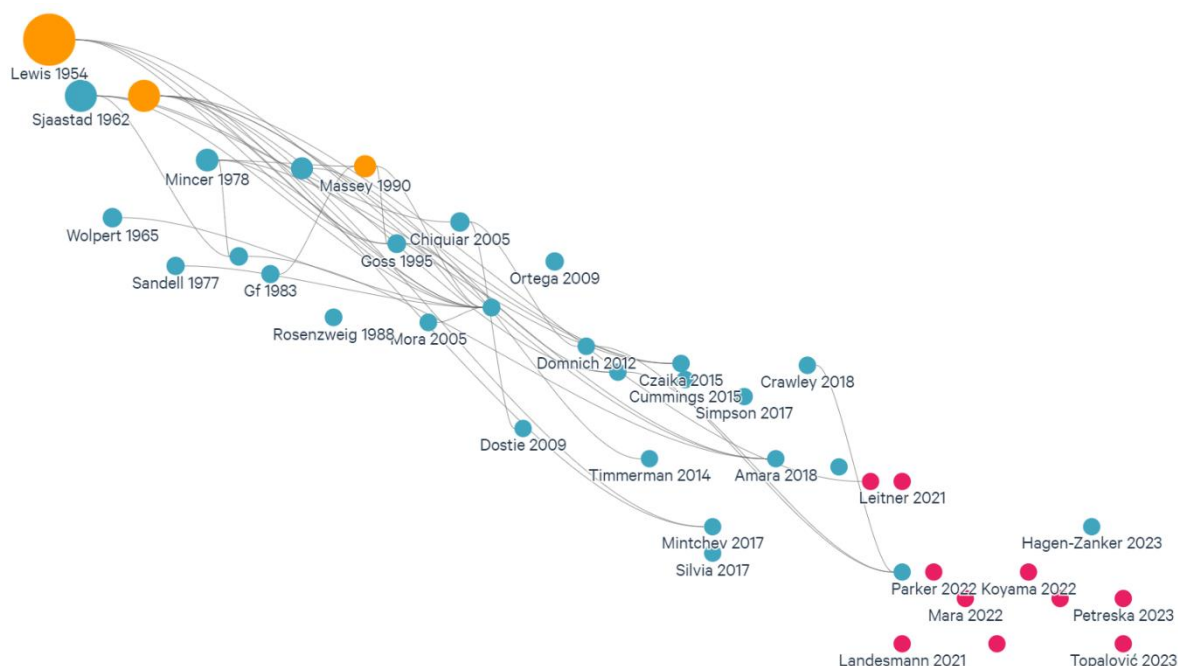 Lewis 1954
Sjaastad 1962
Mincer 1978
Massey 1990
Wolpert 1965
Chiquiar 2005
Goss 1995
Ortega 2009
Sandell 1977
Gf 1983
Rosenzweig 1988
Mora 2005
Domnich 2012
Czaika 2015
Crawley 2018
Cummings 2015
Simpson 2017
Dostie 2009
Timmerman 2014
Amara 2018
Leitner 2021
Mintchev 2017
Hagen-Zanker 2023
Silvia 2017
Parker 2022
Koyama 2022
Mara 2022
Petreska 2023
Landesmann 2021
Topalović 2023